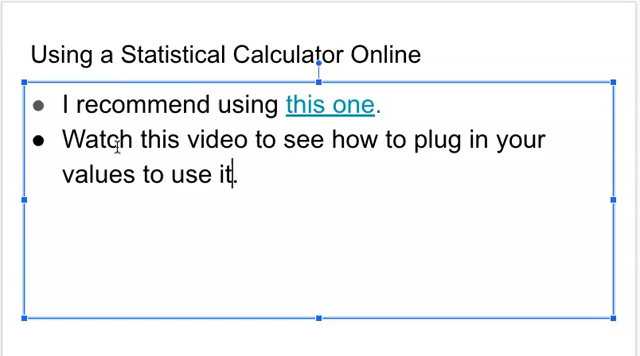 Using a Statistical Calculator Online
● I recommend using this one.
● Watch this video to see how to plug in your
values to use it.